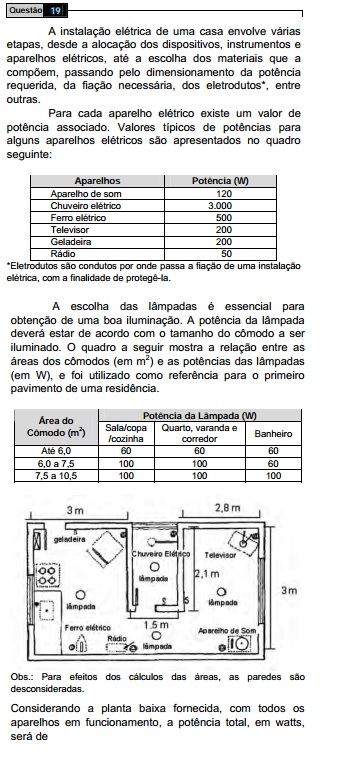 Questão 19
A instalação elétrica de uma casa envolve várias
etapas, desde a alocação dos dispositivos, instrumentos e
aparelhos elétricos, até a escolha dos materiais que a
compõem, passando pelo dimensionamento da potência
requerida, da fiação necessária, dos eletrodutos*, entre
outras.
Para cada aparelho elétrico existe um valor de
potência associado. Valores típicos de potências para
alguns aparelhos elétricos são apresentados no quadro
seguinte:
Aparelhos Potência (W)
Aparelho de som 120
Chuveiro elétrico 3.000
Ferro elétrico 500
Televisor 200
Geladeira 200
Rádio 50
*Eletrodutos são condutos por onde passa a fiação de uma instalação
elétrica, com a finalidade de protegê-la.
A escolha das lâmpadas é essencial para
obtenção de uma boa iluminação. A potência da lâmpada
deverá estar de acordo com o tamanho do cômodo a ser
iluminado. O quadro a seguir mostra a relação entre as
áreas dos cômodos (em m²) e as potências das lâmpadas
(em W), e foi utilizado como referência para o primeiro
pavimento de uma residência.
Área do Cômodo (m²) Potência da Lâmpada (W)
Sala/copa /cozinha Quarto, varanda e corredor Banheiro
Até 6,0 60 60 60
6,0 a 7,5 100 100 60
7,5 a 10,5 100 100 100
3 m 2,8 m
geladeira
Chuveiro Elétrico Televisor
lâmpada 2,1 m
lâmpada lâmpada 3 m
1,5 m
Ferro elétrico Aparelho de Som
Rádio lâmpada
Obs.: Para efeitos dos cálculos das áreas, as paredes são
desconsideradas.
Considerando a planta baixa fornecida, com todos os
aparelhos em funcionamento, a potência total, em watts,
será de